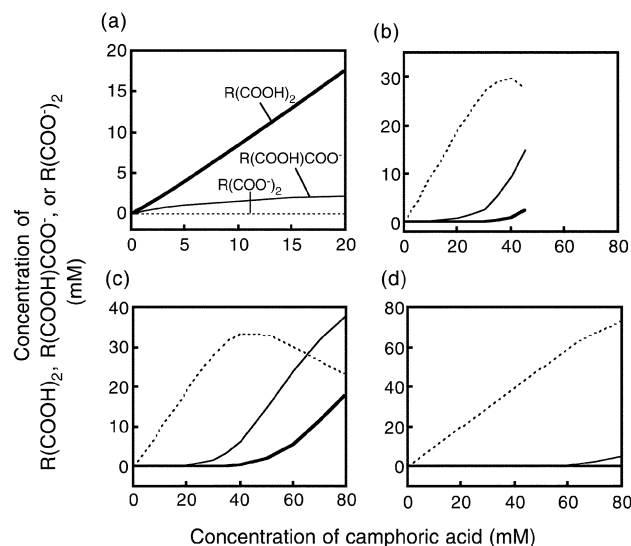 (a)
20
15
10
5
0
R(COOH)2
R(COOH)COO-
R(COO-)2
0 5 10 15 20
(b)
30
20
10
0
0 20 40 60 80
(c)
40
30
20
10
0
0 20 40 60 80
(d)
80
60
40
20
0
0 20 40 60 80
Concentration of
R(COOH)2, R(COOH)COO-, or R(COO-)2
(mM)
Concentration of camphoric acid (mM)